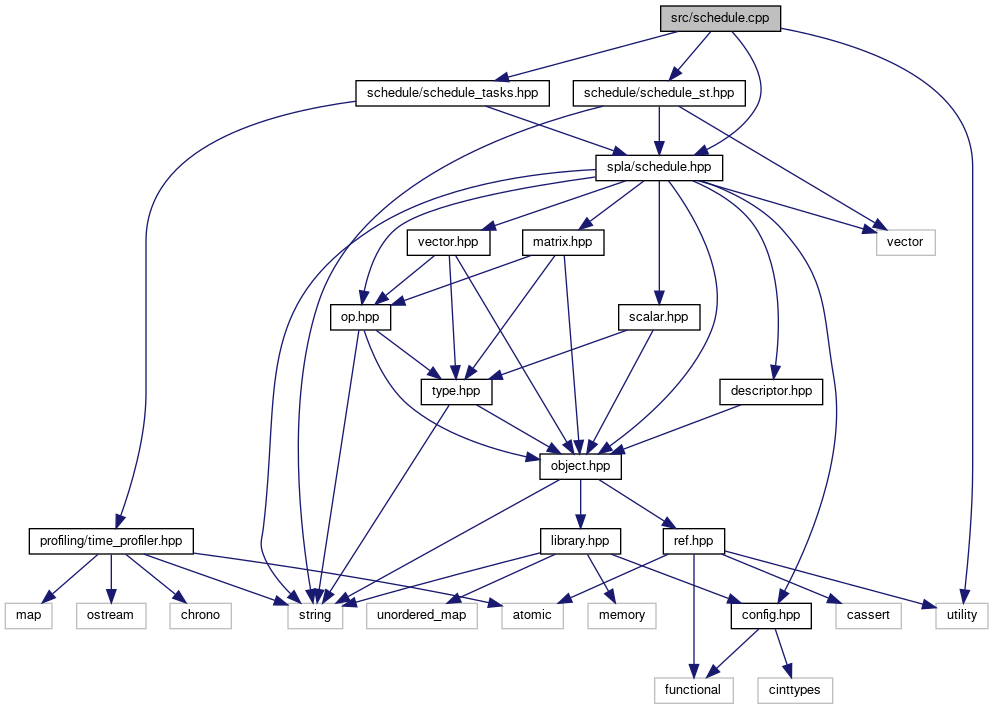 src/schedule.cpp
schedule/schedule_tasks.hpp
schedule/schedule_st.hpp
spla/schedule.hpp
vector.hpp
matrix.hpp
vector
op.hpp
scalar.hpp
type.hpp
descriptor.hpp
object.hpp
profiling/time_profiler.hpp
library.hpp
ref.hpp
map
ostream
chrono
string
unordered_map
atomic
memory
config.hpp
cassert
utility
functional
cinttypes